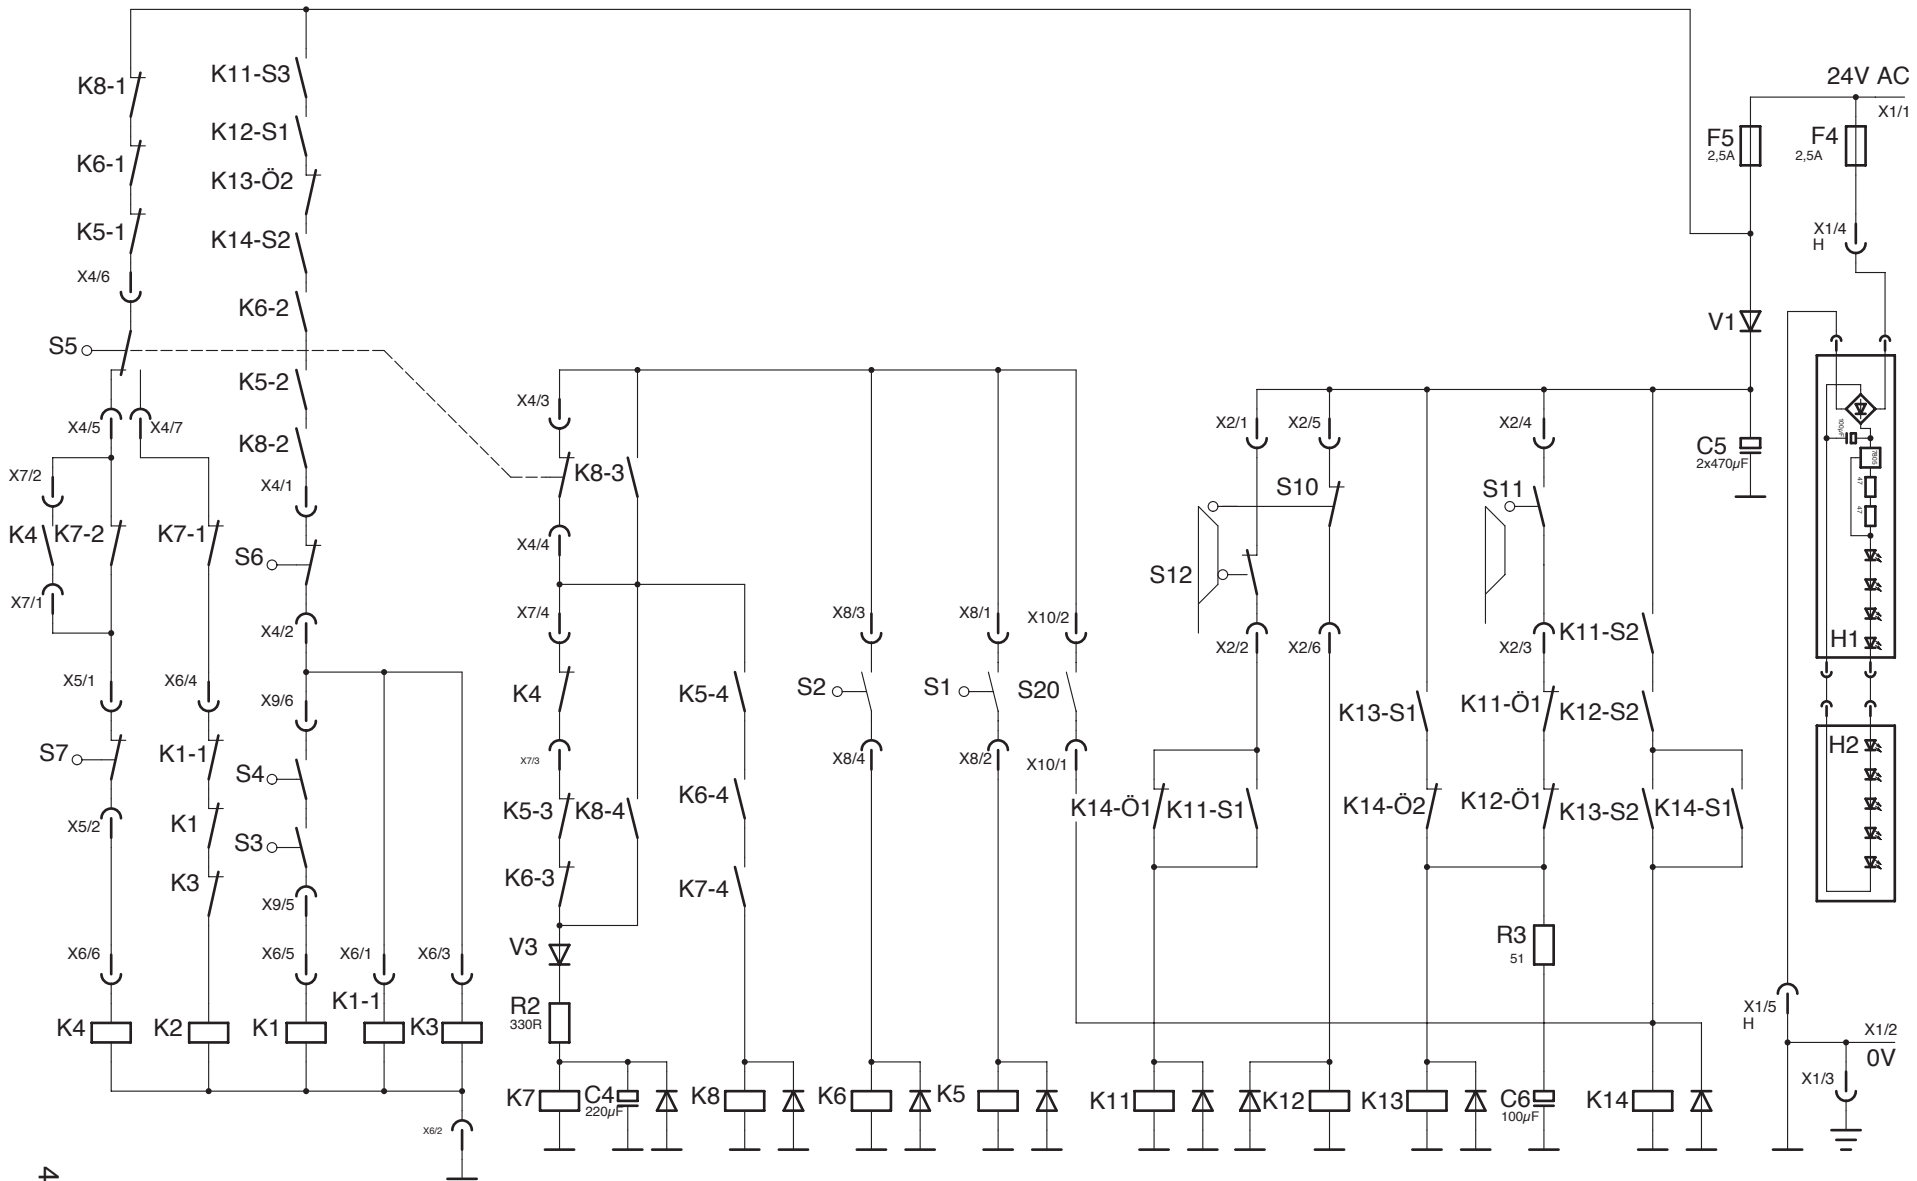 K11-S3
24V AC
K8-1
X1/1
K12-S1
F5
2,5A
F4
2,5A
K6-1
K13-Ö2
K5-1
K14-S2
X1/4
H
X4/6
K6-2
V1
S5
K5-2
X4/3
X4/5
X4/7
X2/1
X2/5
X2/4
100µF
K8-2
C5
2x470µF
7805
X7/2
K8-3
X4/1
S10
S11
47
47
K4
K7-2
K7-1
X4/4
S6
S12
X7/1
X7/4
X8/3
X8/1
X10/2
X4/2
K11-S2
H1
X2/2
X2/6
X2/3
X5/1
X6/4
K4
K5-4
S2
S1
S20
X9/6
K13-S1
K11-Ö1
K12-S2
S7
K1-1
X7/3
X8/4
X8/2
X10/1
H2
S4
K6-4
K5-3
K8-4
K14-Ö1
K11-S1
K14-Ö2
K12-Ö1
K13-S2
K14-S1
X5/2
K1
S3
K6-3
K3
K7-4
X9/5
R3
51
X6/6
X6/5
X6/1
X6/3
V3
K1-1
R2
330R
X1/5
H
K4
K2
K1
K3
X1/2
0V
X1/3
K7
C4
220µF
K8
K6
K5
K11
K12
K13
C6
100µF
K14
X6/2
4